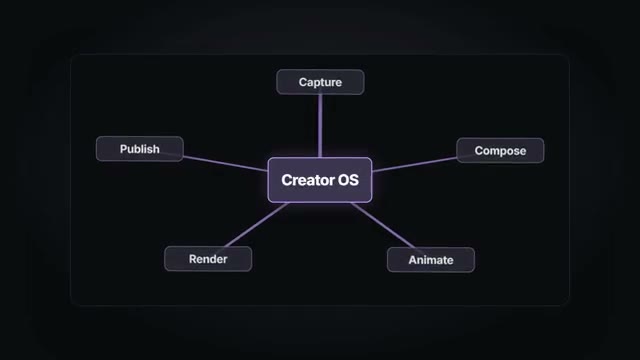 Capture
Publish
Compose
Creator OS
Render
Animate